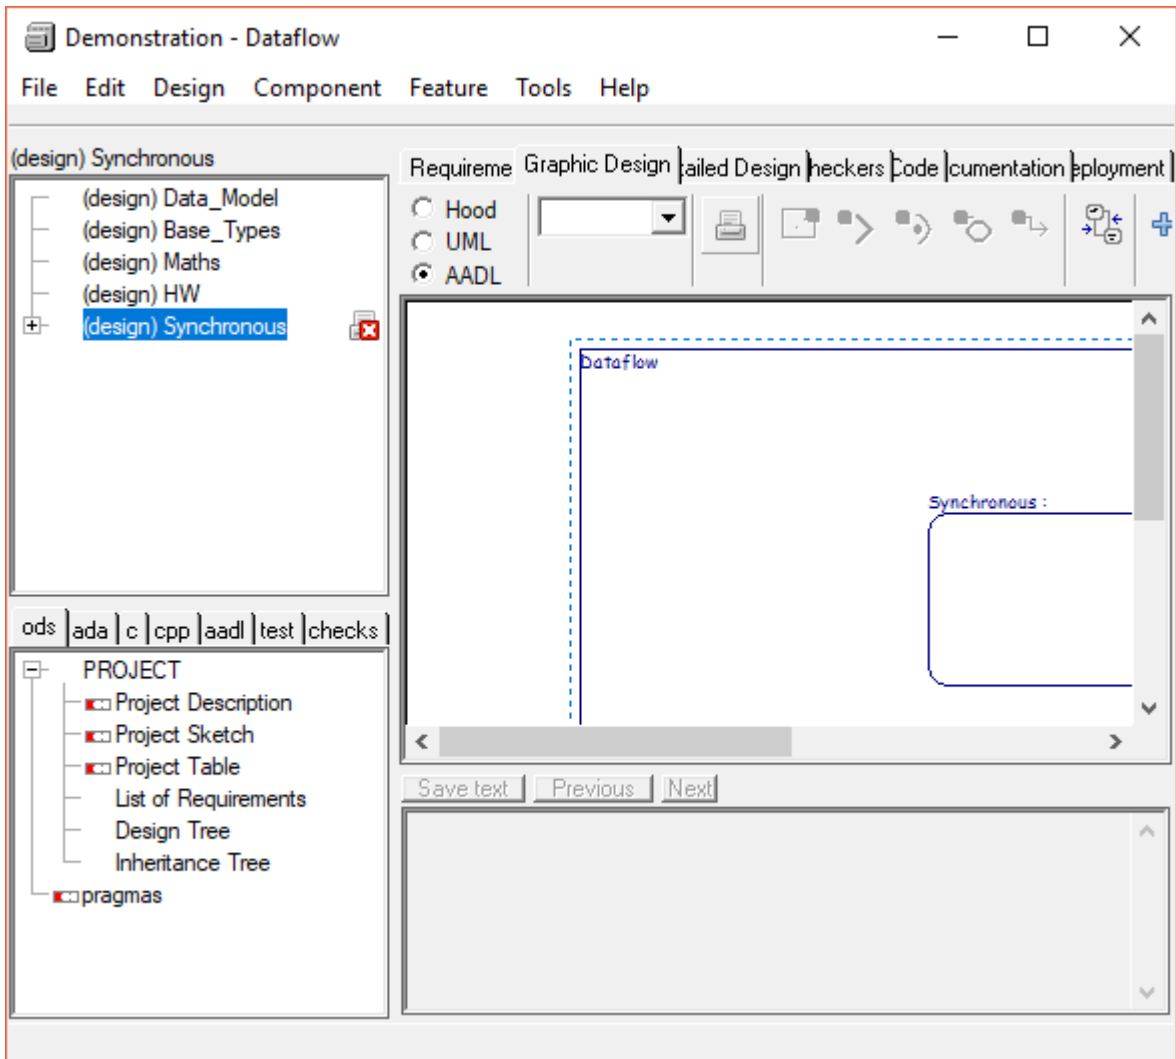 Demonstration - Dataflow
File Edit Design Component Feature Tools Help
(design) Synchronous
(design) Data_Model
(design) Base_Types
(design) Maths
(design) HW
(design) Synchronous
ods ada c cpp aadl test checks
PROJECT
Project Description
Project Sketch
Project Table
List of Requirements
Design Tree
Inheritance Tree
pragmas
Requireme Graphic Design tailed Design heckers Code cumentation eployment
Hood
UML
AADL
Dataflow
Synchronous :
Save text Previous Next